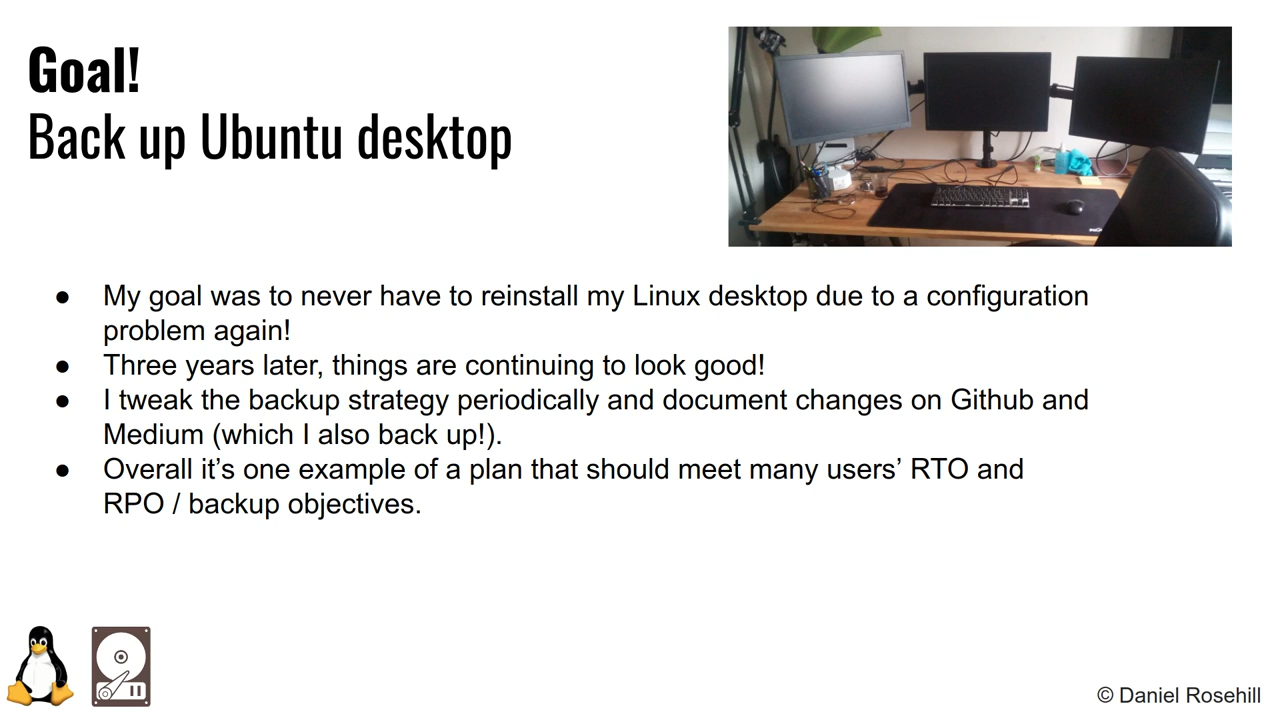 Goal!
Back up Ubuntu desktop
● My goal was to never have to reinstall my Linux desktop due to a configuration
problem again!
● Three years later, things are continuing to look good!
● I tweak the backup strategy periodically and document changes on Github and
Medium (which I also back up!).
● Overall it’s one example of a plan that should meet many users’ RTO and
RPO / backup objectives.
© Daniel Rosehill